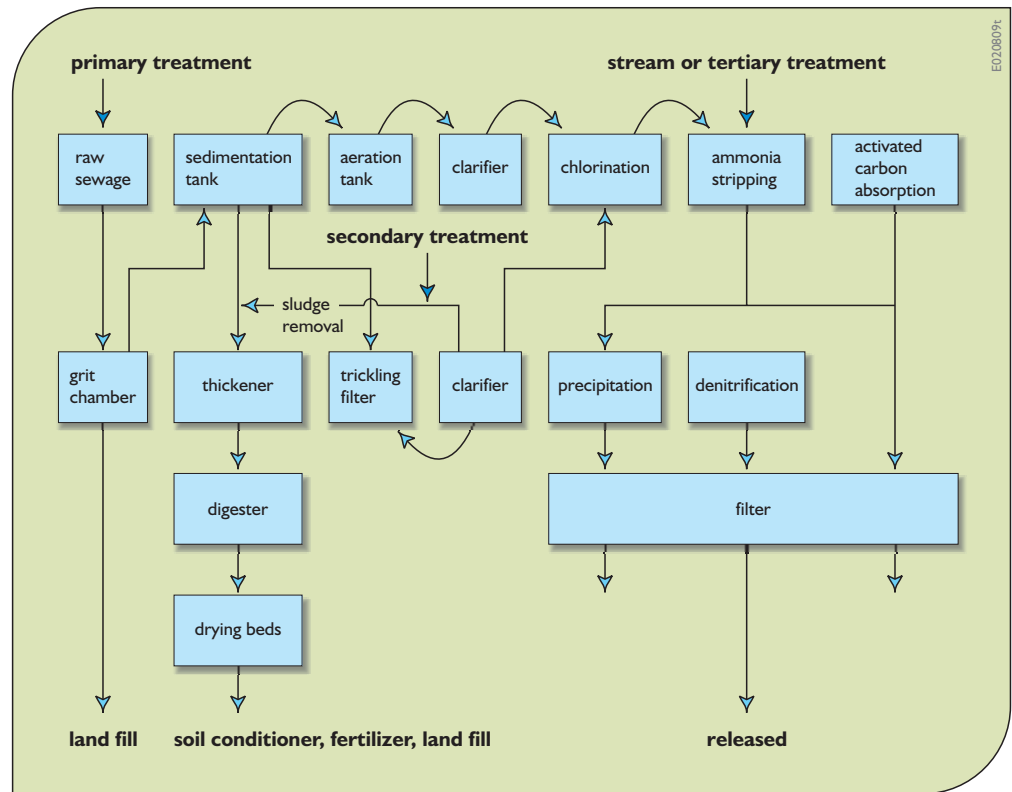 E020809t
primary treatment
stream or tertiary treatment
raw
sewage
sedimentation
tank
aeration
tank
clarifier
chlorination
ammonia
stripping
activated
carbon
absorption
secondary treatment
sludge
removal
grit
chamber
thickener
trickling
filter
clarifier
precipitation
denitrification
digester
filter
drying beds
land fill
soil conditioner, fertilizer, land fill
released